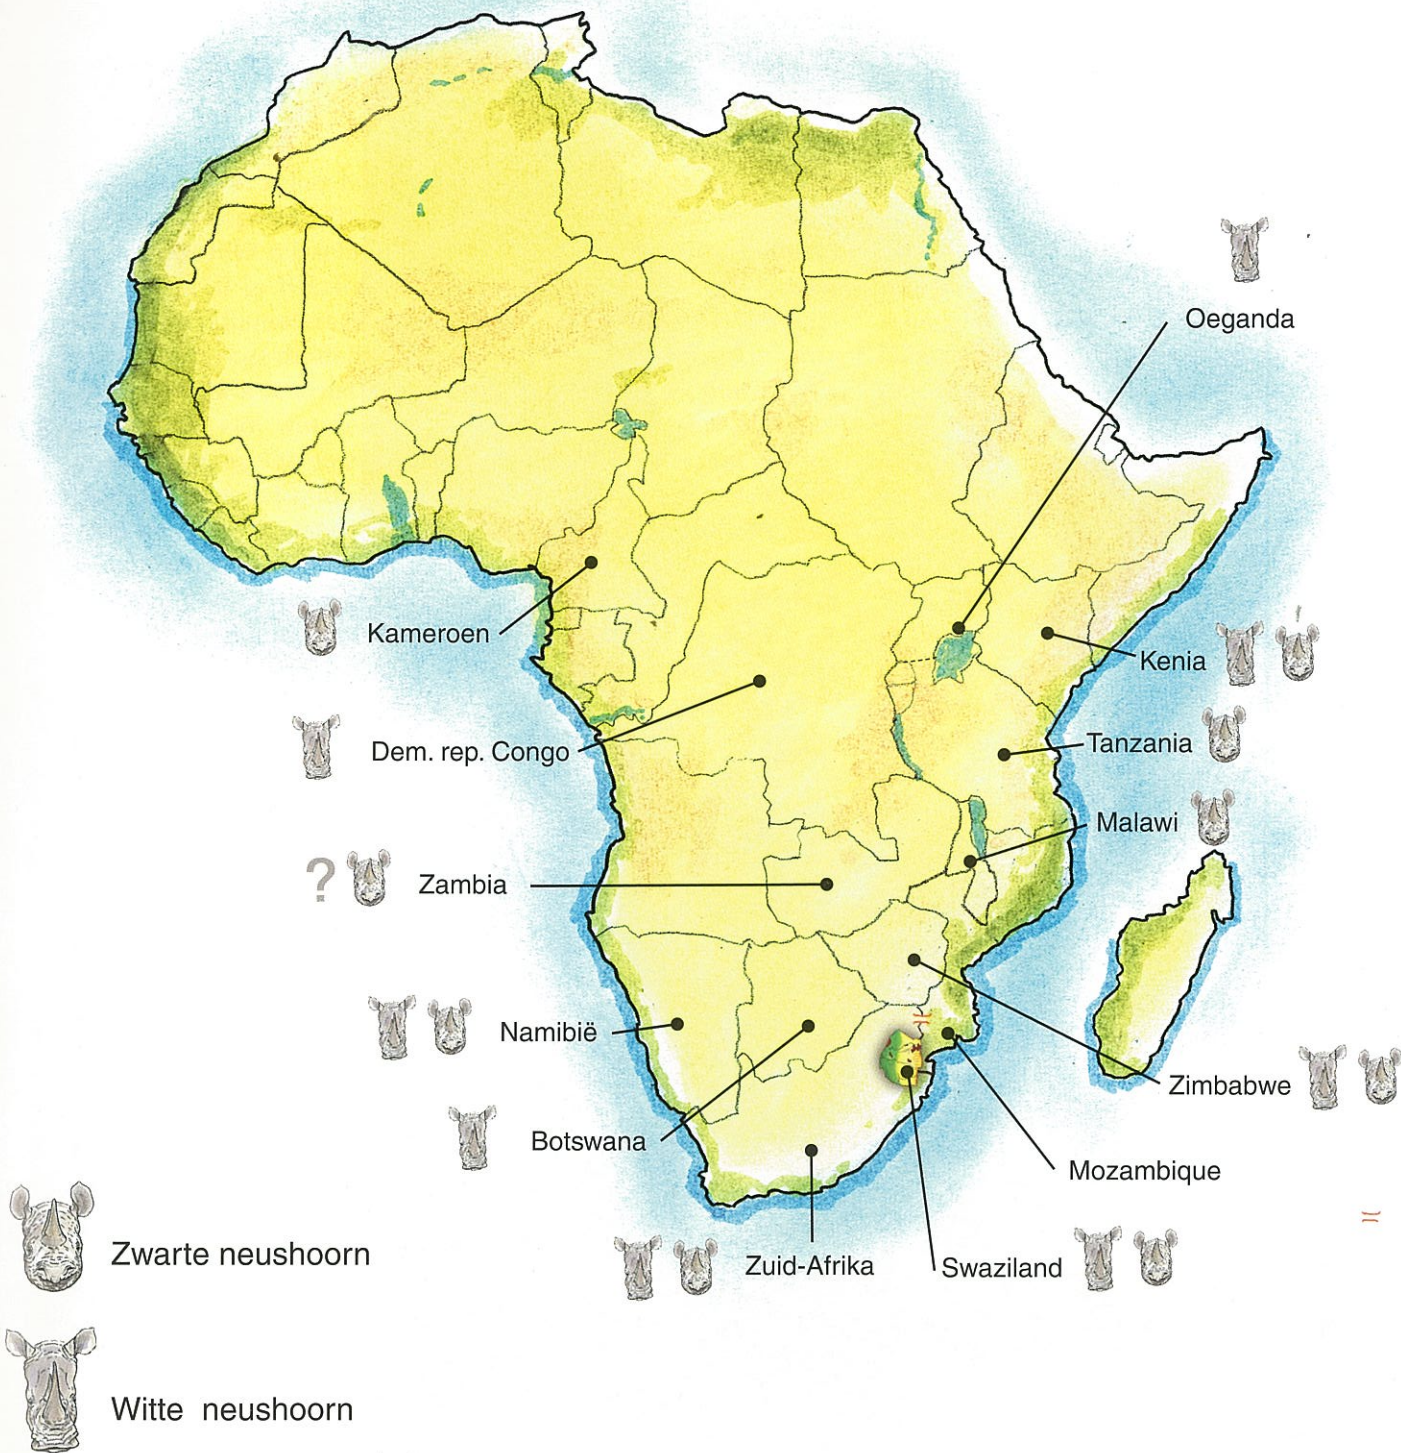 Oeganda
Kameroen
Kenia
Dem. rep. Congo
Tanzania
Malawi
? Zambia
Namibië
Zimbabwe
Botswana
Mozambique
Zuid-Afrika
Swaziland
Zwarte neushoorn
Witte neushoorn